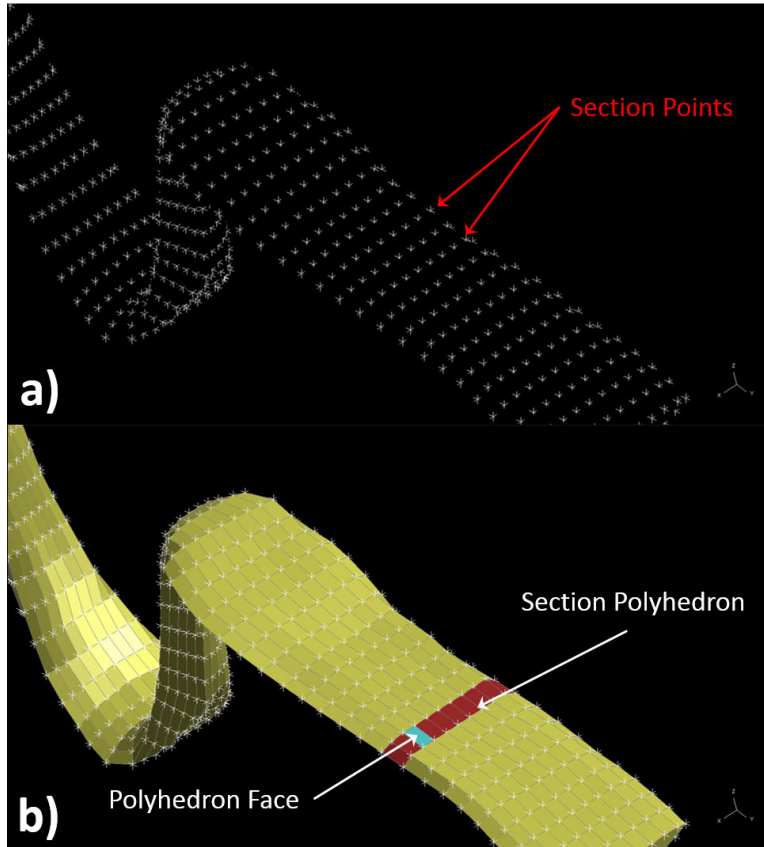 Section Points
Z
X
Y
a)
Section Polyhedron
Polyhedron Face
Z
X
Y
b)